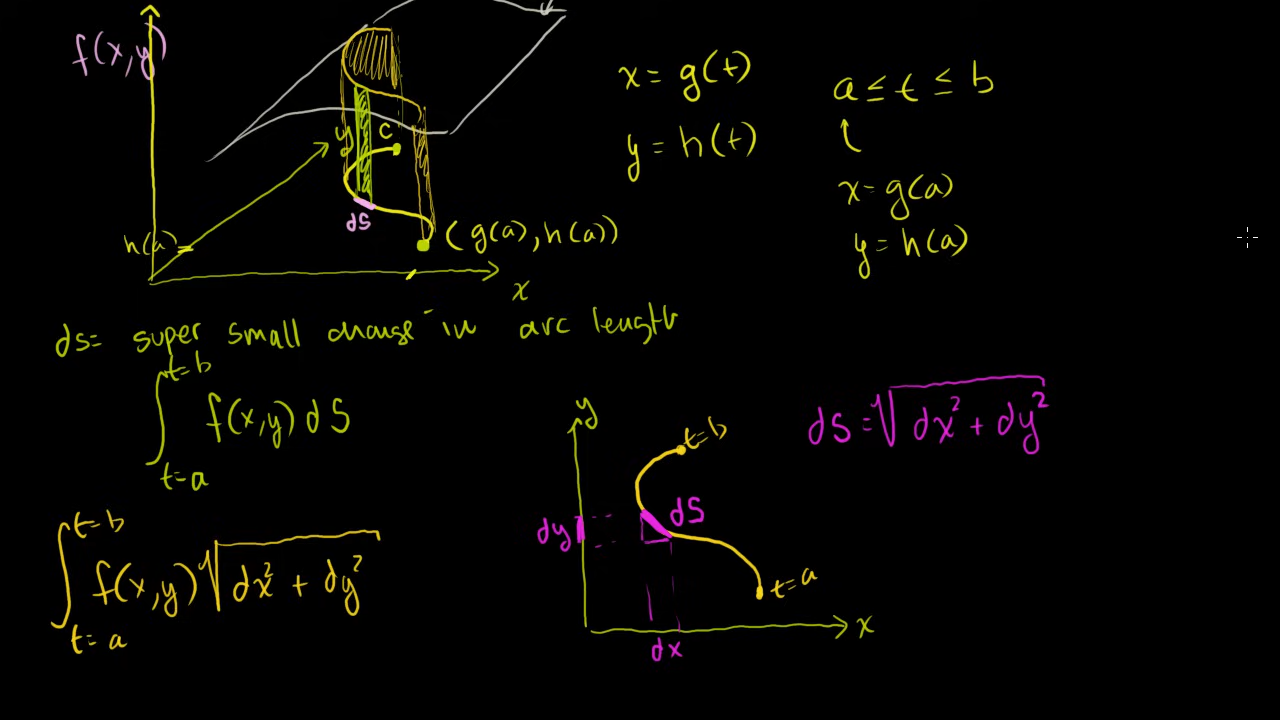 f(x,y)
y
C
dS
h(a)
(g(a), h(a))
x
x = g(t)
y = h(t)
a ≤ t ≤ b
x = g(a)
y = h(a)
ds = super small change in arc length
∫ t=b t=a f(x,y) dS
∫ t=b t=a f(x,y) √(dx² + dy²)
y
t=b
dS
dy
t=a
x
dx
dS = √(dx² + dy²)